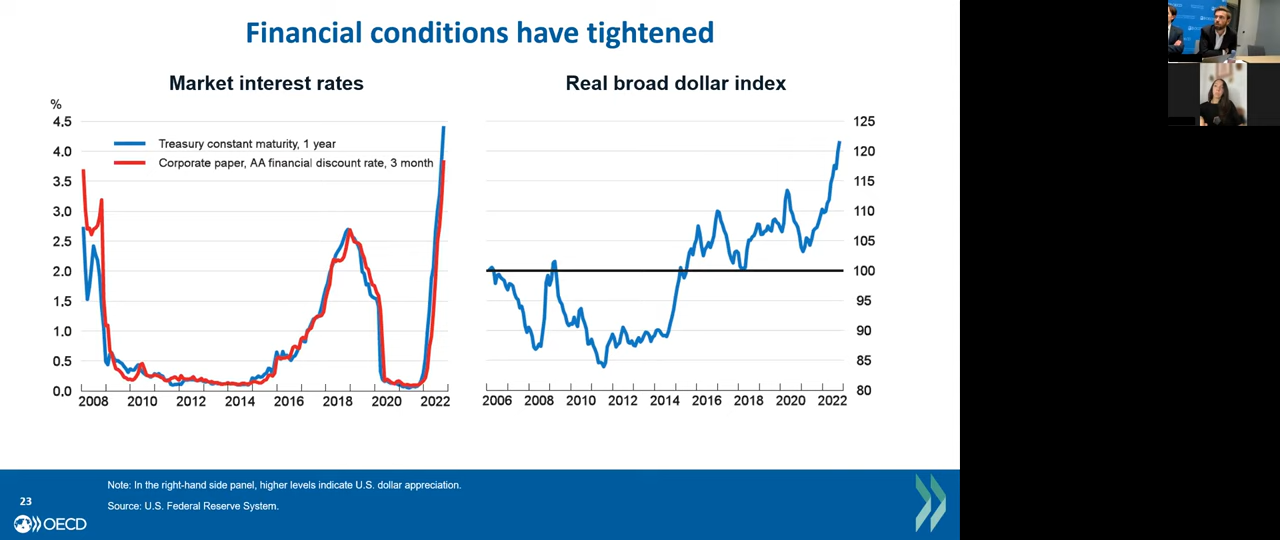 Financial conditions have tightened
Market interest rates
%
4.5
4.0
3.5
3.0
2.5
2.0
1.5
1.0
0.5
0.0
Treasury constant maturity, 1 year
Corporate paper, AA financial discount rate, 3 month
2008 2010 2012 2014 2016 2018 2020 2022
Real broad dollar index
125
120
115
110
105
100
95
90
85
80
2006 2008 2010 2012 2014 2016 2018 2020 2022
Note: In the right-hand side panel, higher levels indicate U.S. dollar appreciation.
Source: U.S. Federal Reserve System.
23
OECD